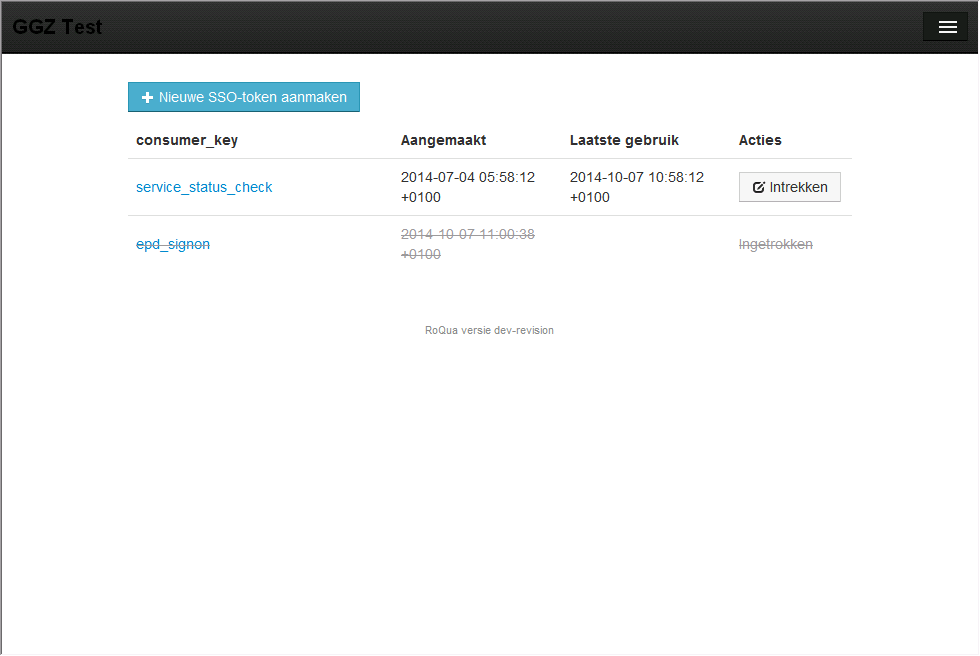 GGZ Test
Nieuwe SSO-token aanmaken
consumer_key Aangemaakt Laatste gebruik Acties
service_status_check 2014-07-04 05:58:12 +0100 2014-10-07 10:58:12 +0100 Intrekken
epd_signon 2014-10-07 11:00:38 +0100 Ingetrokken
RoQua versie dev-revision